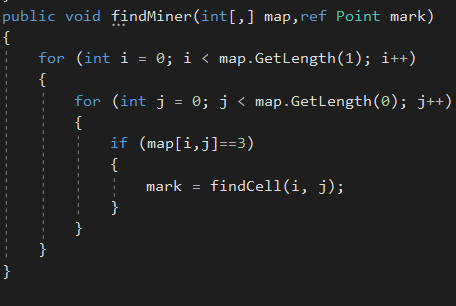 public void findMiner(int[,] map,ref Point mark)
{
for (int i = 0; i < map.GetLength(1); i++)
{
for (int j = 0; j < map.GetLength(0); j++)
{
if (map[i,j]==3)
{
mark = findCell(i, j);
}
}
}
}